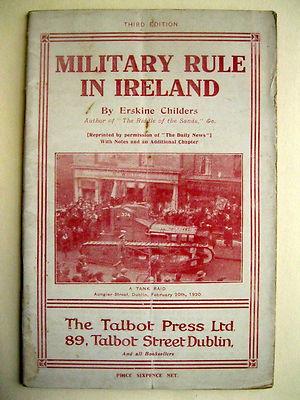 THIRD EDITION.
MILITARY RULE
IN IRELAND
By Erskine Childers
Author of "The Riddle of the Sands," &c.
[Reprinted by permission of "The Daily News"]
With Notes and an Additional Chapter
A TANK RAID
Aungier-Street, Dublin, February 20th, 1920
The Talbot Press Ltd.
89, Talbot Street Dublin,
And all Booksellers
PRICE SIXPENCE NET.